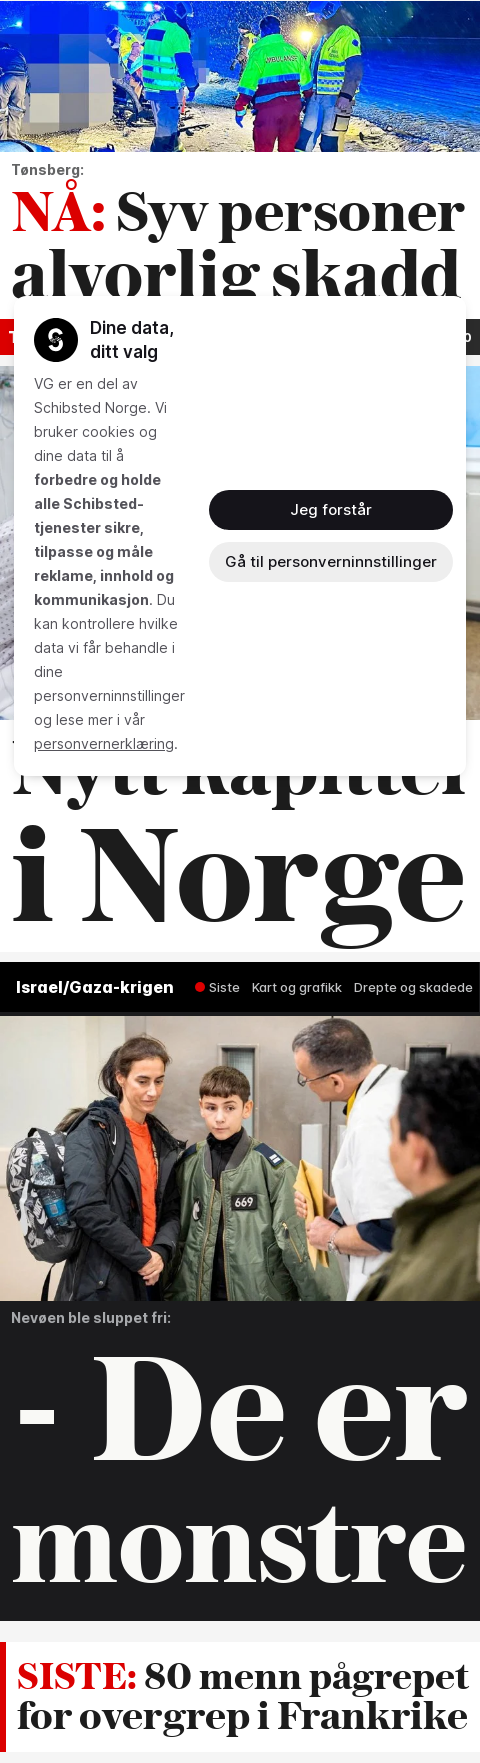 AMBULANSE
Tønsberg:
NÅ: Syv personer
alvorlig skadd
Dine data,
ditt valg
VG er en del av
Schibsted Norge. Vi
bruker cookies og
dine data til å
forbedre og holde
alle Schibsted-
tjenester sikre,
tilpasse og måle
reklame, innhold og
kommunikasjon. Du
kan kontrollere hvilke
data vi får behandle i
dine
personverninnstillinger
og lese mer i vår
personvernerklæring.
Jeg forstår
Gå til personverninnstillinger
Nytt kapittel
i Norge
Israel/Gaza-krigen
Siste Kart og grafikk Drepte og skadede
669
Nevøen ble sluppet fri:
- De er
monstre
SISTE: 80 menn pågrepet
for overgrep i Frankrike